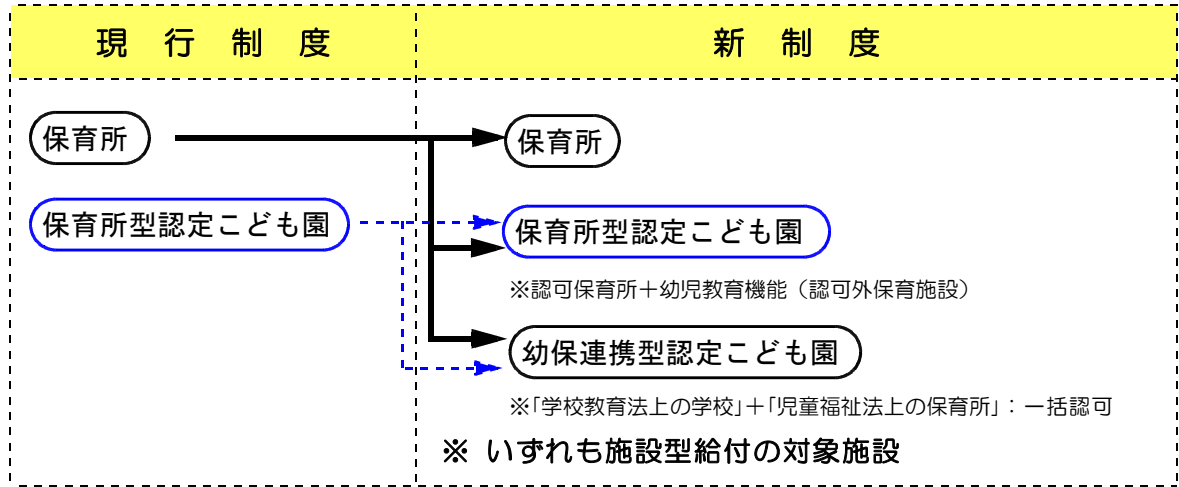 現行制度
新制度
保育所
保育所
保育所型認定こども園
保育所型認定こども園
※認可保育所＋幼児教育機能（認可外保育施設）
幼保連携型認定こども園
※「学校教育法上の学校」＋「児童福祉法上の保育所」：一括認可
※ いずれも施設型給付の対象施設